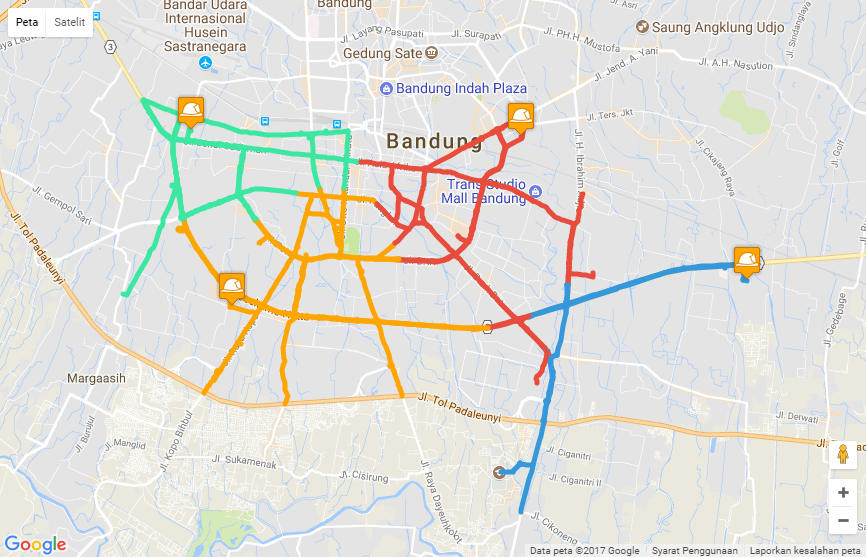 Bandung
Bandar Udara
Internasional
Husein
Sastranegara
Peta
Satelit
3
Jl. Layang Pasupati
Jl. Surapati
Jl. PH.H. Mustofa
Saung Angklung Udjo
Jl. Sindanglaya
Gedung Sate
Jl. Jend. A. Yani
Jl. A.H. Nasution
Bandung Indah Plaza
Jl. Golf
Jl. Ters. Jkt
Bandung
Jl. Cikajang Raya
Jl. H. Ibrahim
Trans Studio
Mall Bandung
Jl. Gempol Sari
Jl. Tol Padaleunyi
Jl. Gedebage
Margaasih
Jl. Tol Padaleunyi
Jl. Derwati
Jl. Burujul
Jl. Manglid
Jl. Kopo Bihbul
Jl. Sukamenak
Jl. Cisirung
Jl. Raya Dayeuhkolot
Jl. Ciganitri
Jl. Ciganitri II
Jl. Cikoneng
Google
Data peta ©2017 Google
Syarat Penggunaan
Laporkan kesalahan peta